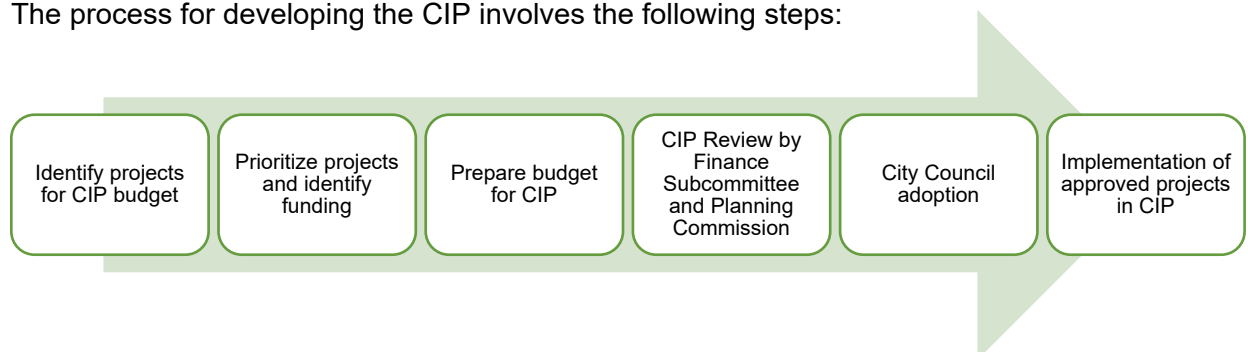 The process for developing the CIP involves the following steps:
Identify projects
for CIP budget
Prioritize projects
and identify
funding
Prepare budget
for CIP
CIP Review by
Finance
Subcommittee
and Planning
Commission
City Council
adoption
Implementation of
approved projects
in CIP